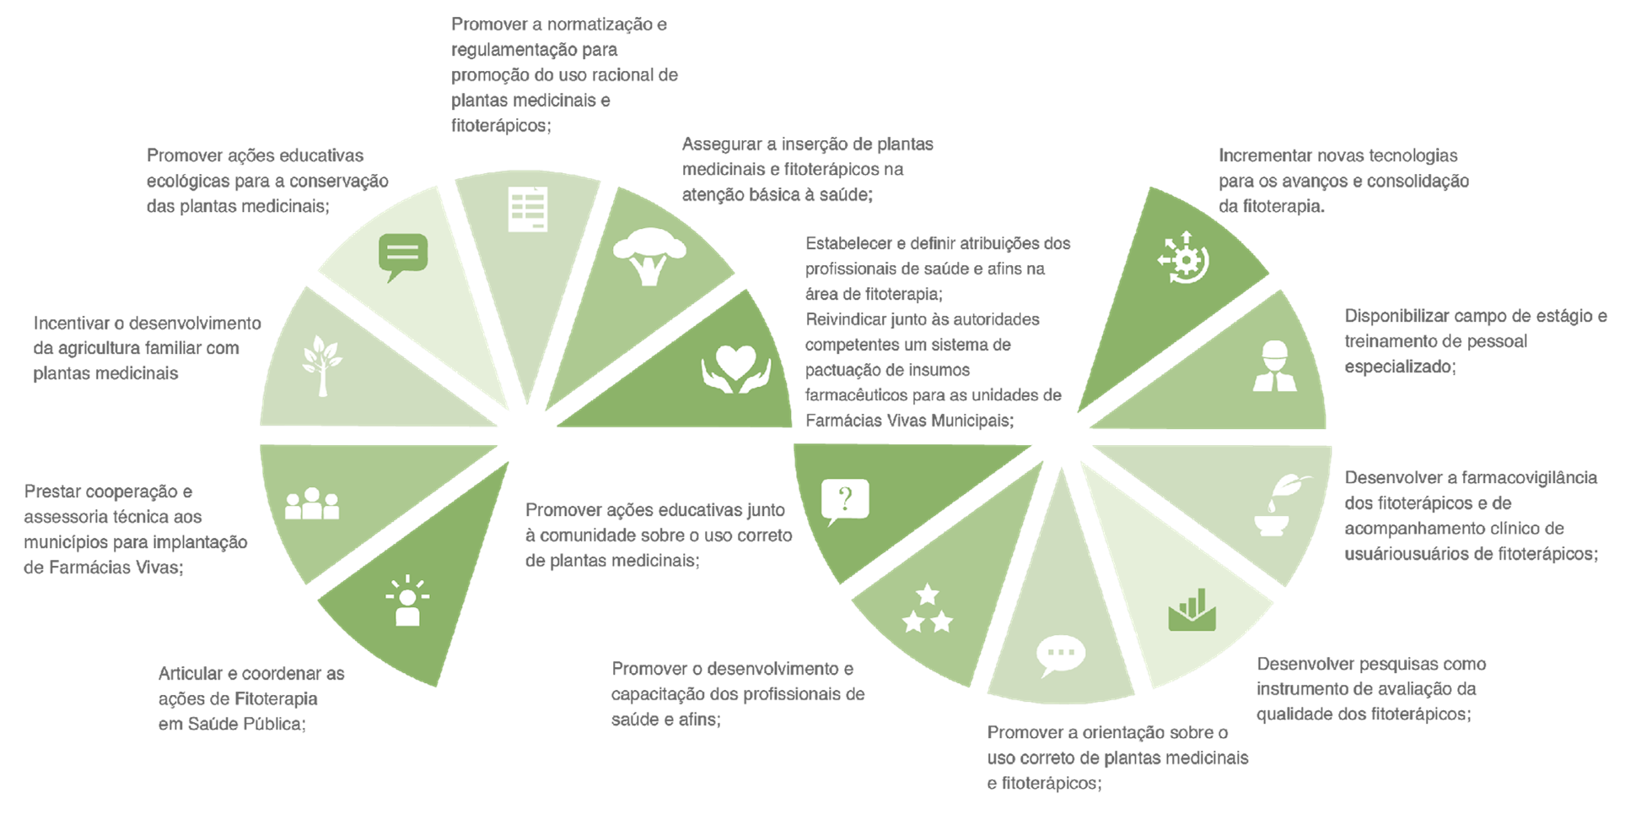 Promover a normatização e
regulamentação para
promoção do uso racional de
plantas medicinais e
fitoterápicos;
Assegurar a inserção de plantas
medicinais e fitoterápicos na
atenção básica à saúde;
Promover ações educativas
ecológicas para a conservação
das plantas medicinais;
Incrementar novas tecnologias
para os avanços e consolidação
da fitoterapia.
Estabelecer e definir atribuições dos
profissionais de saúde e afins na
área de fitoterapia;
Reivindicar junto às autoridades
competentes um sistema de
pactuação de insumos
farmacêuticos para as unidades de
Farmácias Vivas Municipais;
Incentivar o desenvolvimento
da agricultura familiar com
plantas medicinais
Disponibilizar campo de estágio e
treinamento de pessoal
especializado;
Prestar cooperação e
assessoria técnica aos
municípios para implantação
de Farmácias Vivas;
Promover ações educativas junto
à comunidade sobre o uso correto
de plantas medicinais;
?
Desenvolver a farmacovigilância
dos fitoterápicos e de
acompanhamento clínico de
usuáriousuários de fitoterápicos;
Articular e coordenar as
ações de Fitoterapia
em Saúde Pública;
Promover o desenvolvimento e
capacitação dos profissionais de
saúde e afins;
Desenvolver pesquisas como
instrumento de avaliação da
qualidade dos fitoterápicos;
Promover a orientação sobre o
uso correto de plantas medicinais
e fitoterápicos;